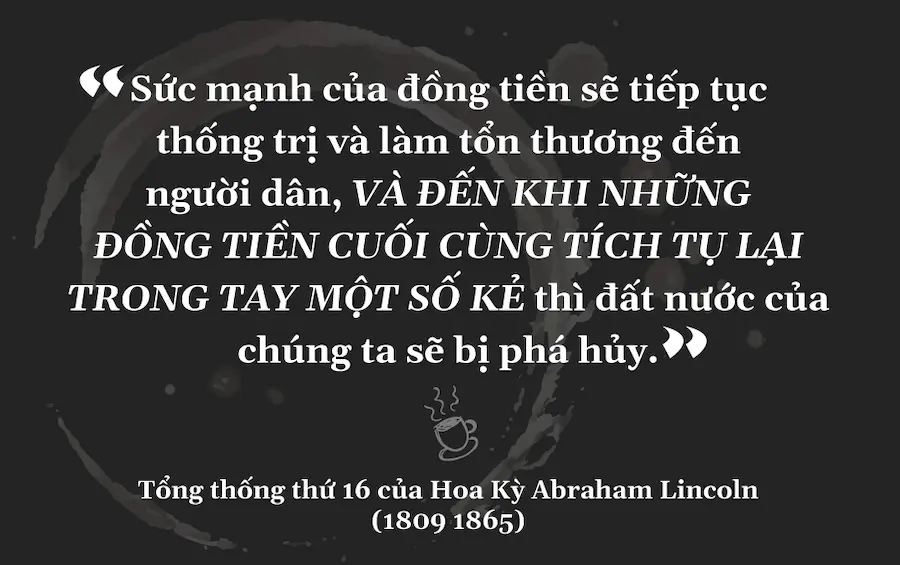 “Sức mạnh của đồng tiền sẽ tiếp tục
thống trị và làm tổn thương đến
người dân, VÀ ĐẾN KHI NHỮNG
ĐỒNG TIỀN CUỐI CÙNG TÍCH TỤ LẠI
TRONG TAY MỘT SỐ KẺ thì đất nước của
chúng ta sẽ bị phá hủy.”
Tổng thống thứ 16 của Hoa Kỳ Abraham Lincoln
(1809 1865)